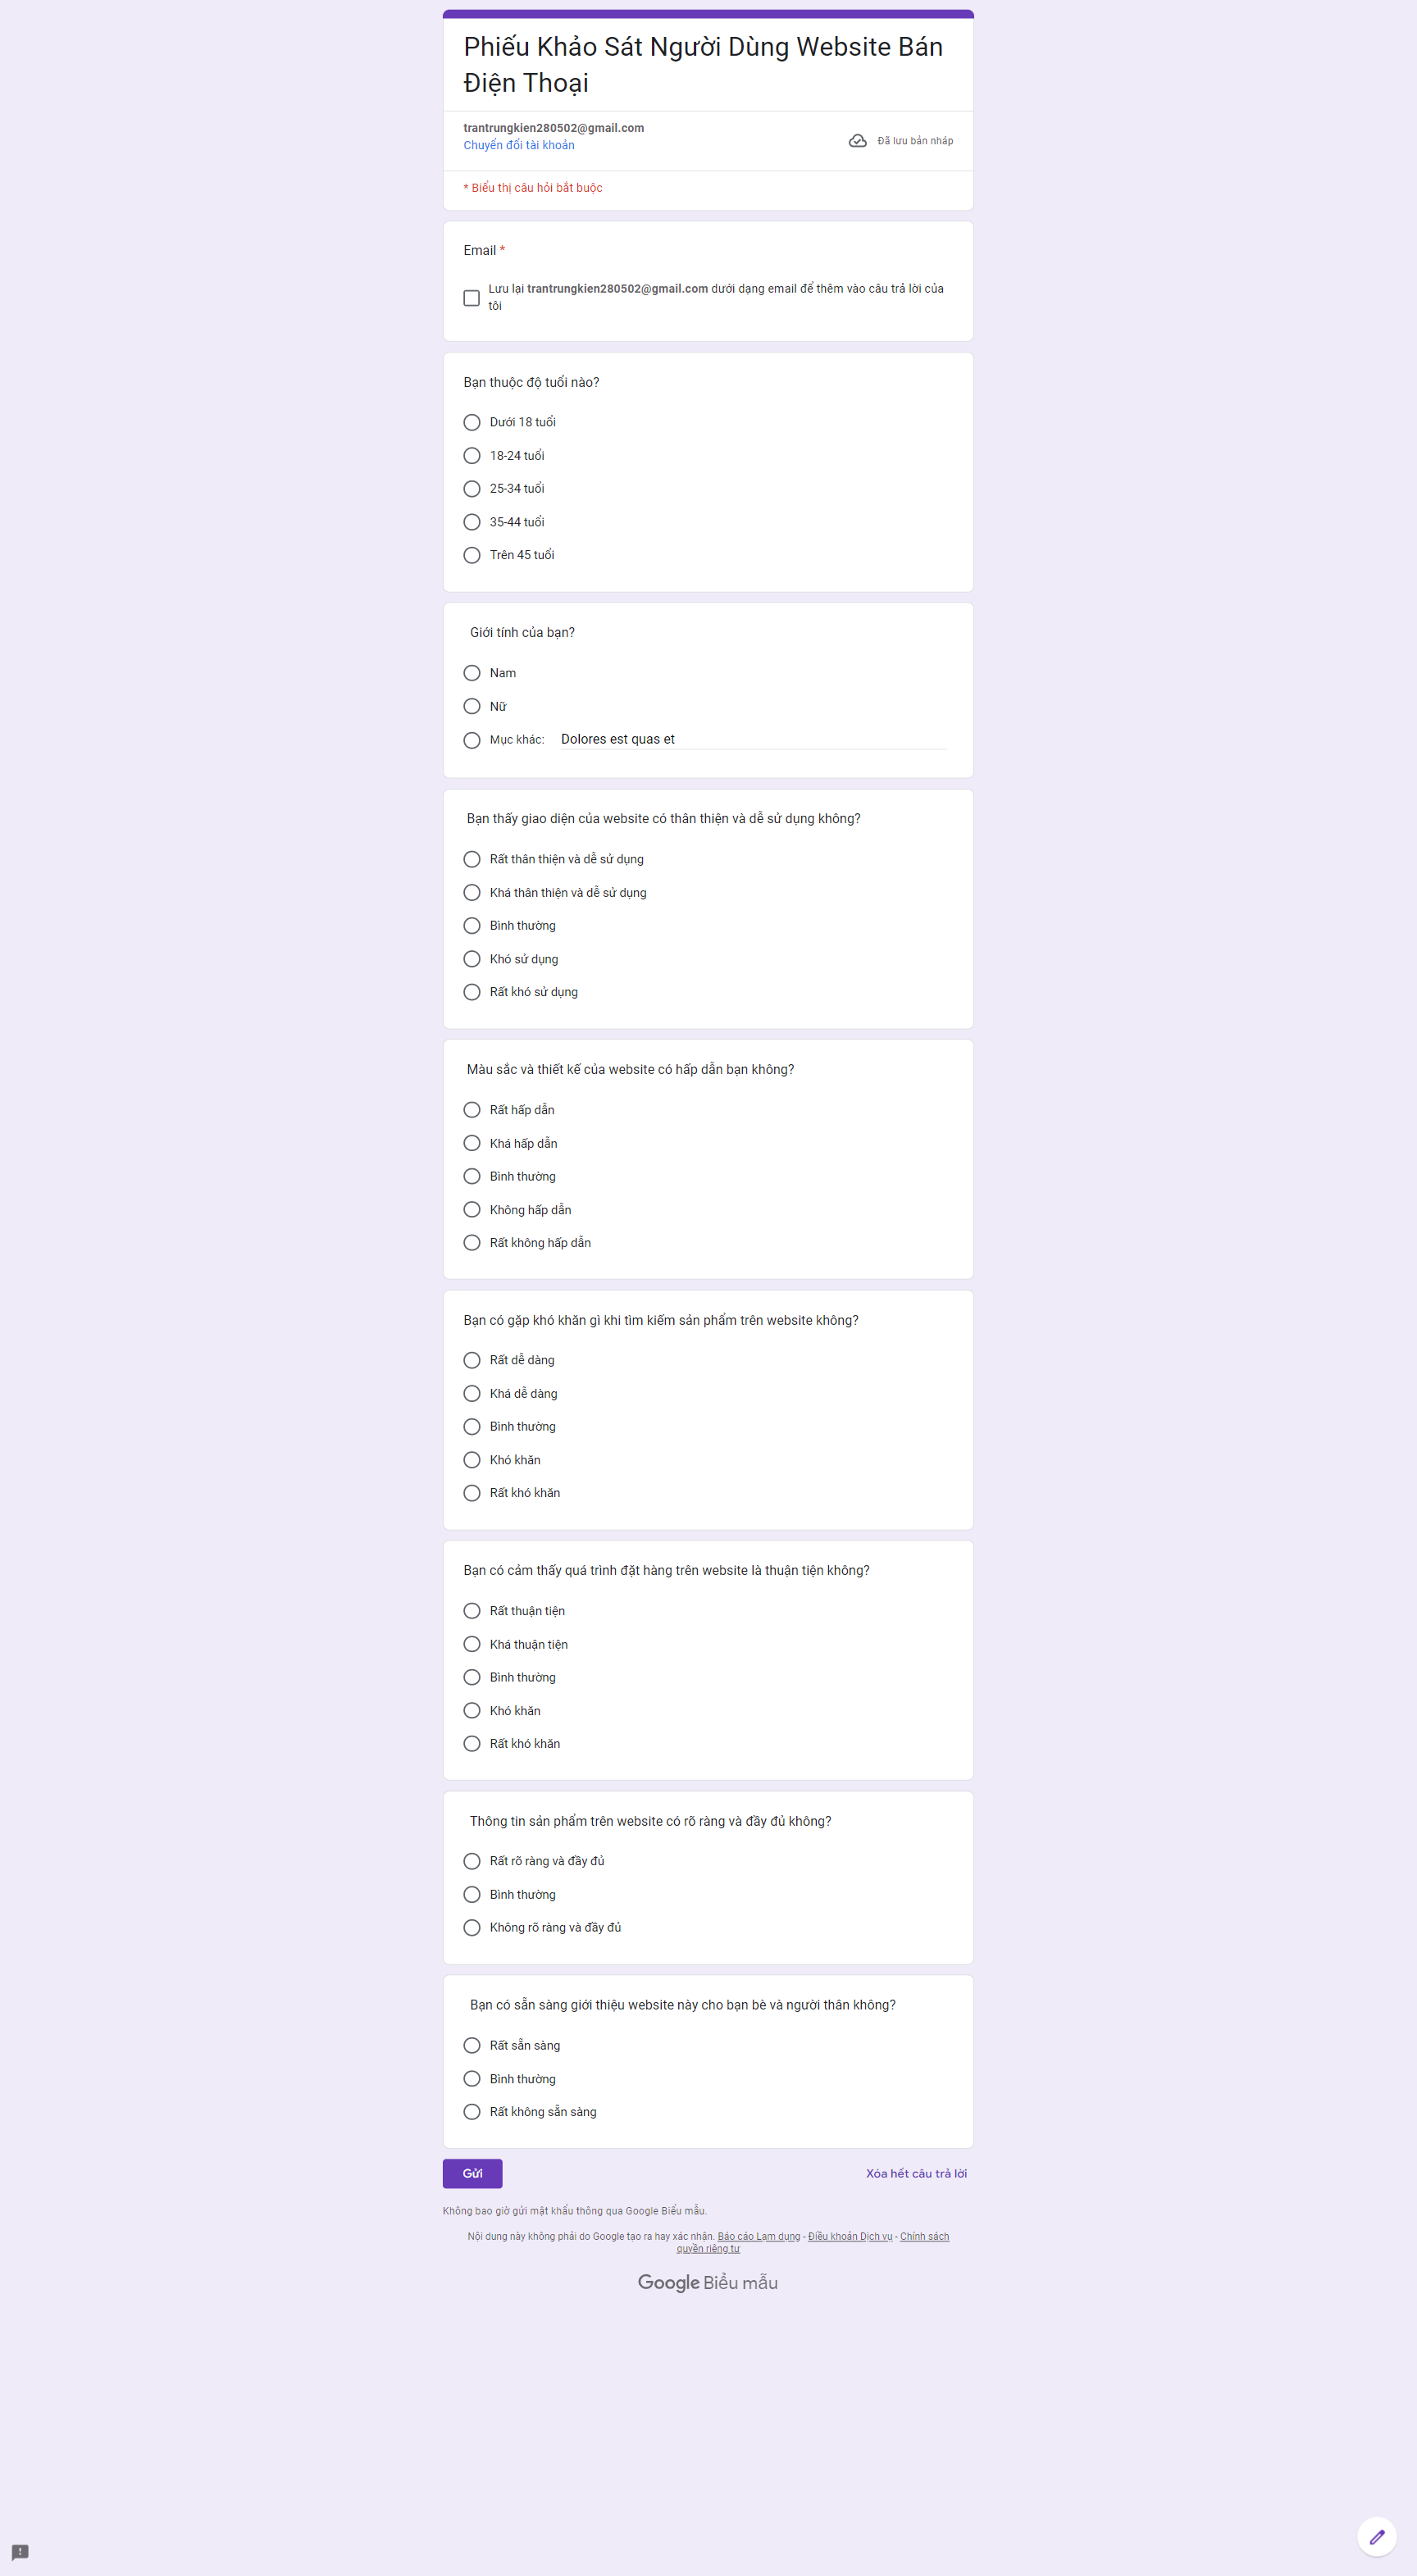 Phiếu Khảo Sát Người Dùng Website Bán
Điện Thoại
trantrungkien280502@gmail.com
Chuyển đổi tài khoản
Đã lưu bản nháp
* Biểu thị câu hỏi bắt buộc
Email *
Lưu lại trantrungkien280502@gmail.com dưới dạng email để thêm vào câu trả lời của
tôi
Bạn thuộc độ tuổi nào?
Dưới 18 tuổi
18-24 tuổi
25-34 tuổi
35-44 tuổi
Trên 45 tuổi
Giới tính của bạn?
Nam
Nữ
Mục khác: Dolores est quas et
Bạn thấy giao diện của website có thân thiện và dễ sử dụng không?
Rất thân thiện và dễ sử dụng
Khá thân thiện và dễ sử dụng
Bình thường
Khó sử dụng
Rất khó sử dụng
Màu sắc và thiết kế của website có hấp dẫn bạn không?
Rất hấp dẫn
Khá hấp dẫn
Bình thường
Không hấp dẫn
Rất không hấp dẫn
Bạn có gặp khó khăn gì khi tìm kiếm sản phẩm trên website không?
Rất dễ dàng
Khá dễ dàng
Bình thường
Khó khăn
Rất khó khăn
Bạn có cảm thấy quá trình đặt hàng trên website là thuận tiện không?
Rất thuận tiện
Khá thuận tiện
Bình thường
Khó khăn
Rất khó khăn
Thông tin sản phẩm trên website có rõ ràng và đầy đủ không?
Rất rõ ràng và đầy đủ
Bình thường
Không rõ ràng và đầy đủ
Bạn có sẵn sàng giới thiệu website này cho bạn bè và người thân không?
Rất sẵn sàng
Bình thường
Rất không sẵn sàng
Gửi
Xóa hết câu trả lời
Không bao giờ gửi mật khẩu thông qua Google Biểu mẫu.
Nội dung này không phải do Google tạo ra hay xác nhận. Báo cáo Lạm dụng - Điều khoản Dịch vụ - Chính sách
quyền riêng tư
Google Biểu mẫu